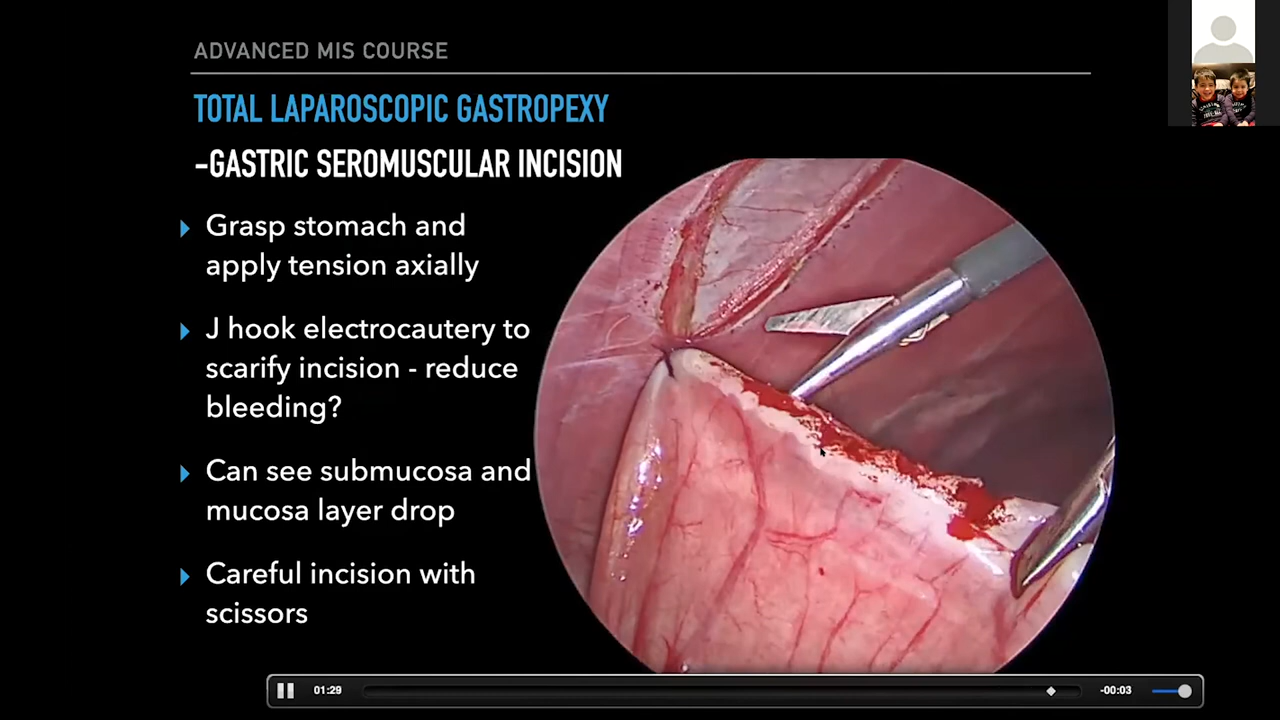 ADVANCED MIS COURSE
TOTAL LAPAROSCOPIC GASTROPEXY
-GASTRIC SEROMUSCULAR INCISION
Grasp stomach and
apply tension axially
J hook electrocautery to
scarify incision - reduce
bleeding?
Can see submucosa and
mucosa layer drop
Careful incision with
scissors
01:29
-00:03